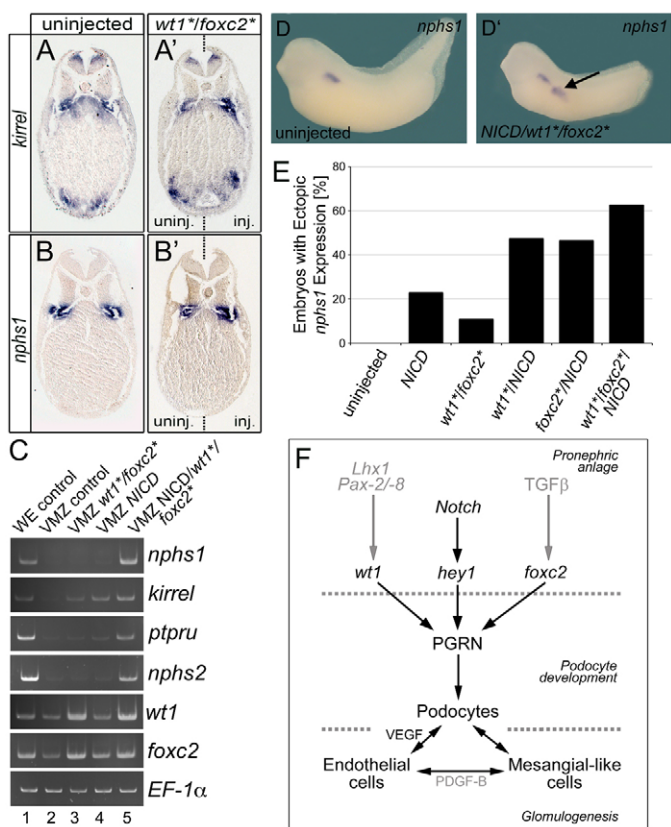 uninjected
wt1*/foxc2*
A
A'
kirrel
uninj.
inj.
B
B'
nphs1
uninj.
inj.
C
WE control
VMZ control
VMZ wt1*/foxc2*
VMZ NICD
VMZ NICD/wt1*/
foxc2*
nphs1
kirrel
ptpru
nphs2
wt1
foxc2
EF-1α
1 2 3 4 5
D
nphs1
uninjected
D'
nphs1
NICD/wt1*/foxc2*
E
Embryos with Ectopic
nphs1 Expression [%]
80
60
40
20
0
uninjected
NICD
wt1*/foxc2*
wt1*/NICD
foxc2*/NICD
wt1*/foxc2*/
NICD
F
Pronephric
anlage
Lhx1
Pax-2/-8
TGFβ
Notch
wt1
hey1
foxc2
PGRN
Podocyte
development
Podocytes
VEGF
Endothelial
cells
PDGF-B
Mesangial-like
cells
Glomulogenesis